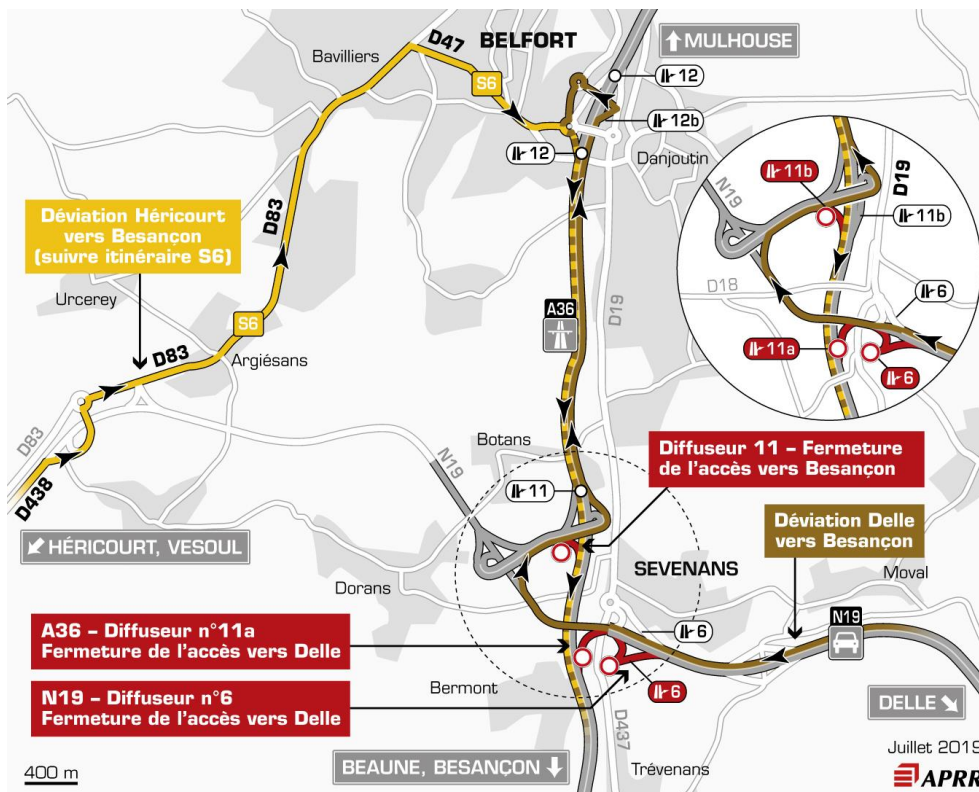 BELFORT
D47
Bavilliers
S6
MULHOUSE
12
12b
12
Danjoutin
11b
D19
N19
11b
D18
6
11a
6
Déviation Héricourt
vers Besançon
(suivre itinéraire S6)
D83
Urcerey
S6
D83
Argiésans
A36
D19
D83
D438
Botans
N19
11
Diffuseur 11 – Fermeture
de l'accès vers Besançon
HÉRICOURT, VESOUL
Déviation Delle
vers Besançon
Dorans
SEVENANS
Moval
N19
A36 – Diffuseur n°11a
Fermeture de l'accès vers Delle
6
Bermont
6
N19 – Diffuseur n°6
Fermeture de l'accès vers Delle
DELLE
D437
BEAUNE, BESANÇON
Trévenans
400 m
Juillet 2019
APRR